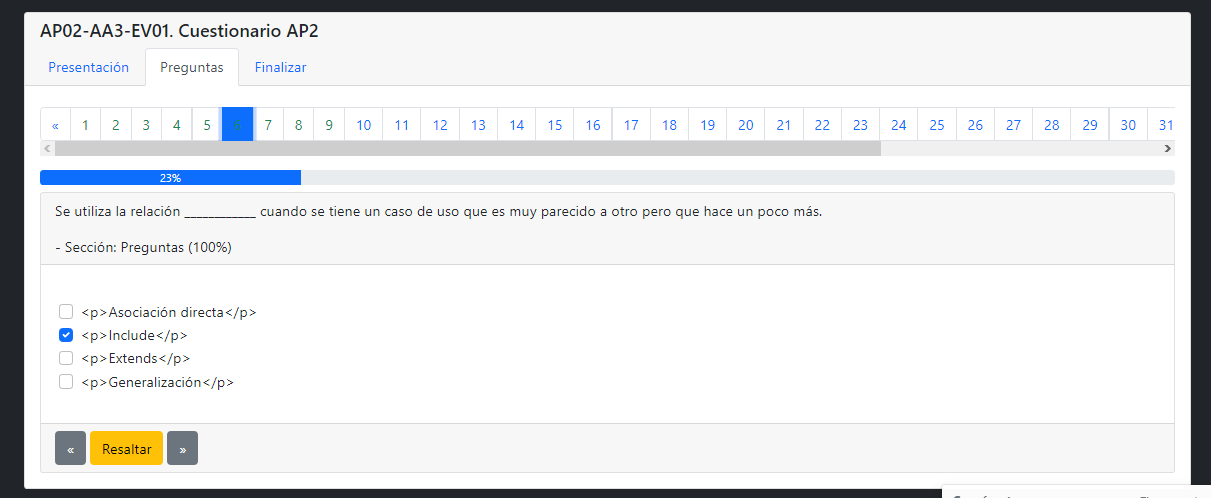 AP02-AA3-EV01. Cuestionario AP2
Presentación Preguntas Finalizar
« 1 2 3 4 5 6 7 8 9 10 11 12 13 14 15 16 17 18 19 20 21 22 23 24 25 26 27 28 29 30 31
23%
Se utiliza la relación ____________ cuando se tiene un caso de uso que es muy parecido a otro pero que hace un poco más.
- Sección: Preguntas (100%)
<p>Asociación directa</p>
<p>Include</p>
<p>Extends</p>
<p>Generalización</p>
« Resaltar »